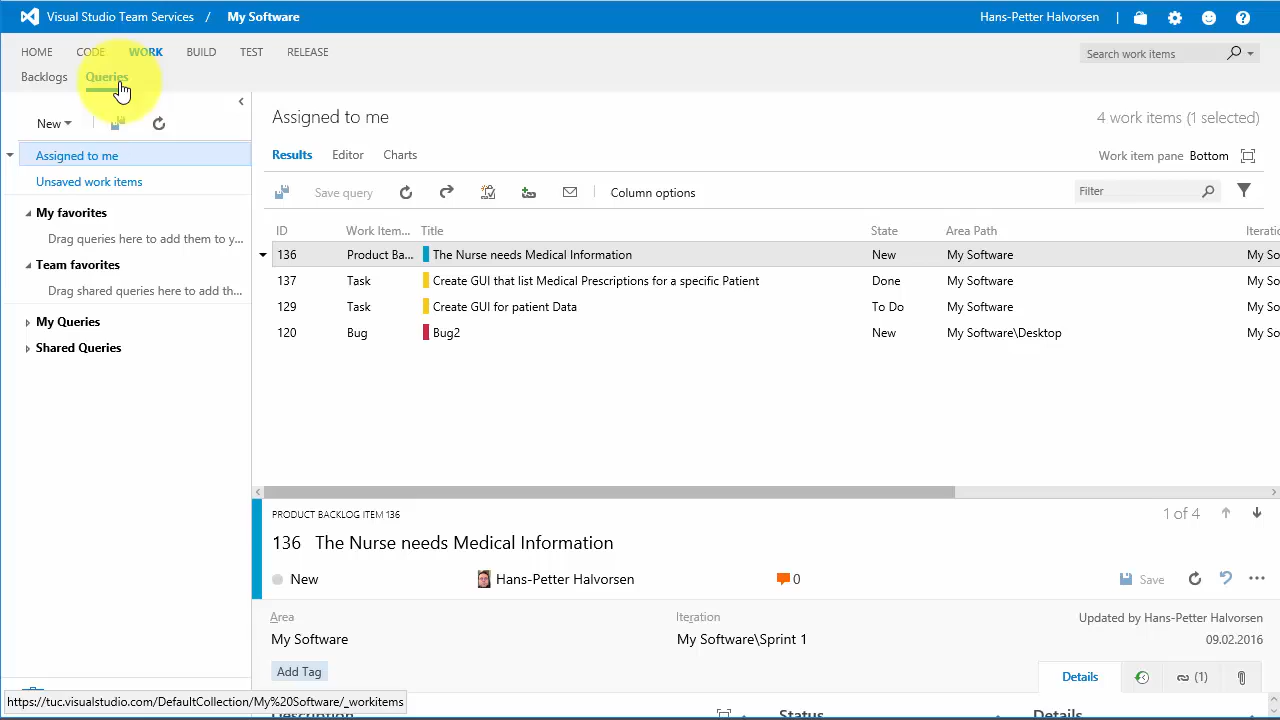 Visual Studio Team Services / My Software Hans-Petter Halvorsen
HOME CODE WORK BUILD TEST RELEASE
Search work items
Backlogs Queries
New
Assigned to me
Unsaved work items
My favorites
Drag queries here to add them to y...
Team favorites
Drag shared queries here to add th...
My Queries
Shared Queries
Assigned to me 4 work items (1 selected)
Results Editor Charts Work item pane Bottom
Save query Column options Filter
ID Work Item... Title State Area Path Iteratio
136 Product Ba... The Nurse needs Medical Information New My Software My So
137 Task Create GUI that list Medical Prescriptions for a specific Patient Done My Software My So
129 Task Create GUI for patient Data To Do My Software My So
120 Bug Bug2 New My Software\Desktop My So
PRODUCT BACKLOG ITEM 136 1 of 4
136 The Nurse needs Medical Information
New Hans-Petter Halvorsen 0 Save
Area Iteration Updated by Hans-Petter Halvorsen
My Software My Software\Sprint 1 09.02.2016
Add Tag Details (1)
https://tuc.visualstudio.com/DefaultCollection/My%20Software/_workitems
Description Status Details